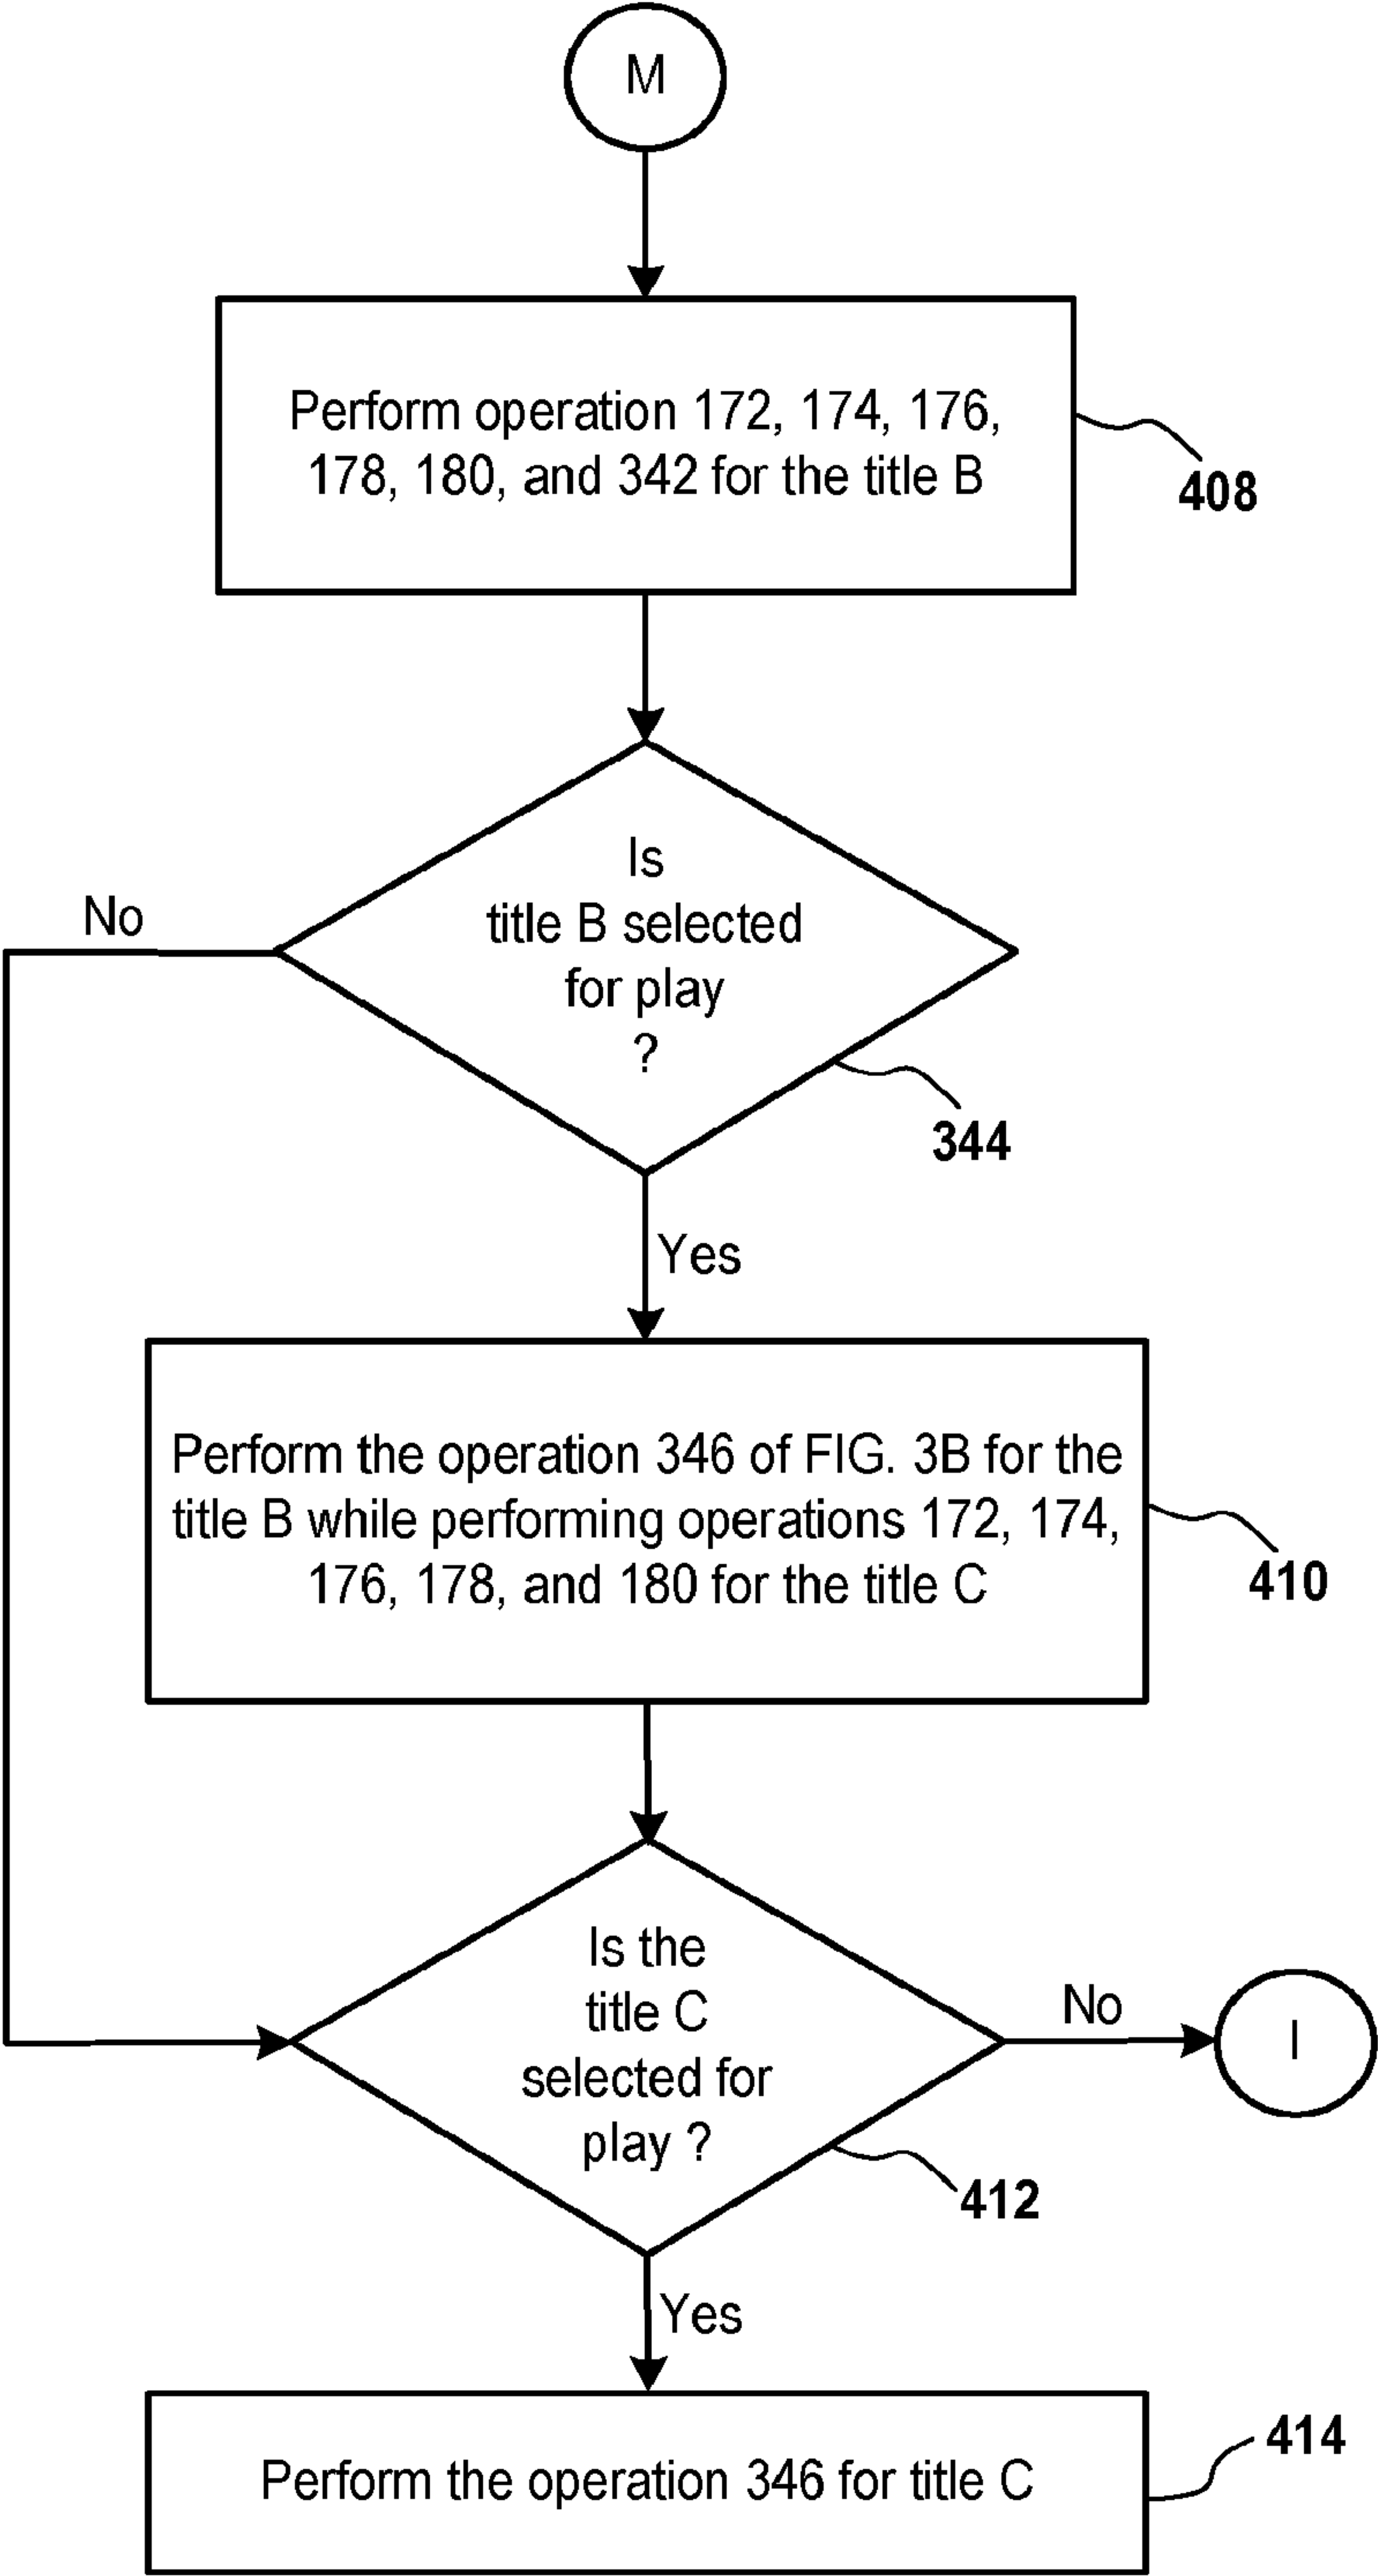 M
Perform operation 172, 174, 176,
178, 180, and 342 for the title B
408
Is
title B selected
for play
?
344
No
Yes
Perform the operation 346 of FIG. 3B for the
title B while performing operations 172, 174,
176, 178, and 180 for the title C
410
Is the
title C
selected for
play ?
412
No
I
Yes
Perform the operation 346 for title C
414